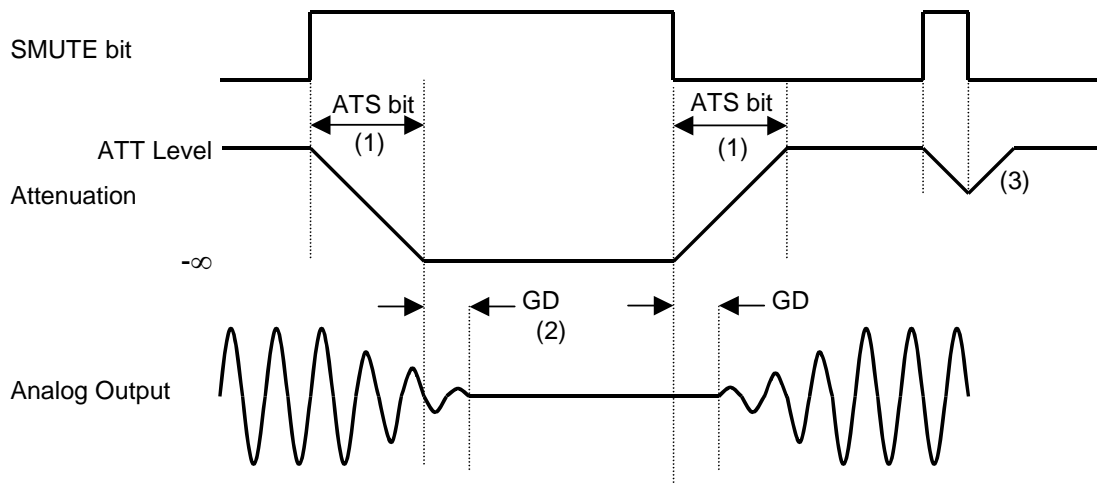 SMUTE bit
ATS bit
ATS bit
(1)
(1)
ATT Level
(3)
Attenuation
-∞
GD
GD
(2)
Analog Output